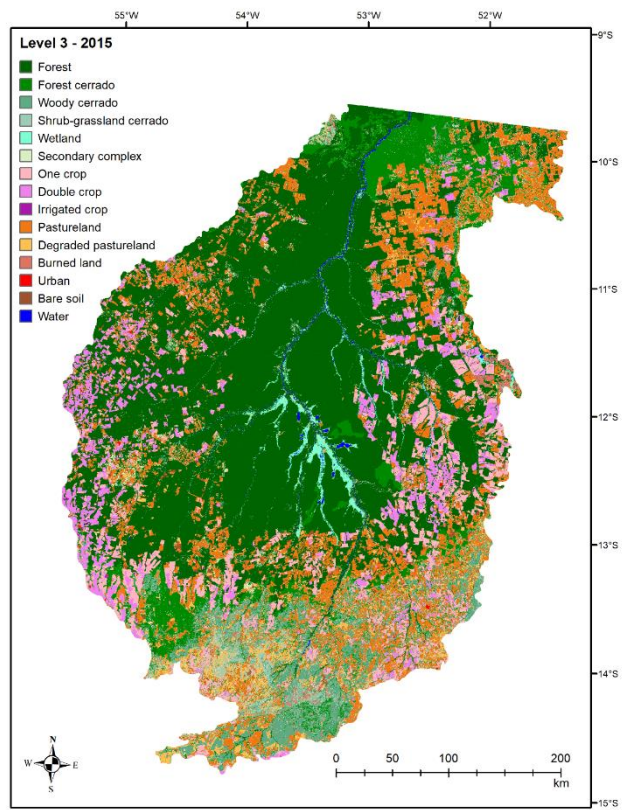 55°W 54°W 53°W 52°W
9°S
Level 3 - 2015
Forest
Forest cerrado
Woody cerrado
Shrub-grassland cerrado
Wetland
Secondary complex
One crop
Double crop
Irrigated crop
Pastureland
Degraded pastureland
Burned land
Urban
Bare soil
Water
10°S
11°S
12°S
13°S
14°S
15°S
N
W E
S
0 50 100 200
km